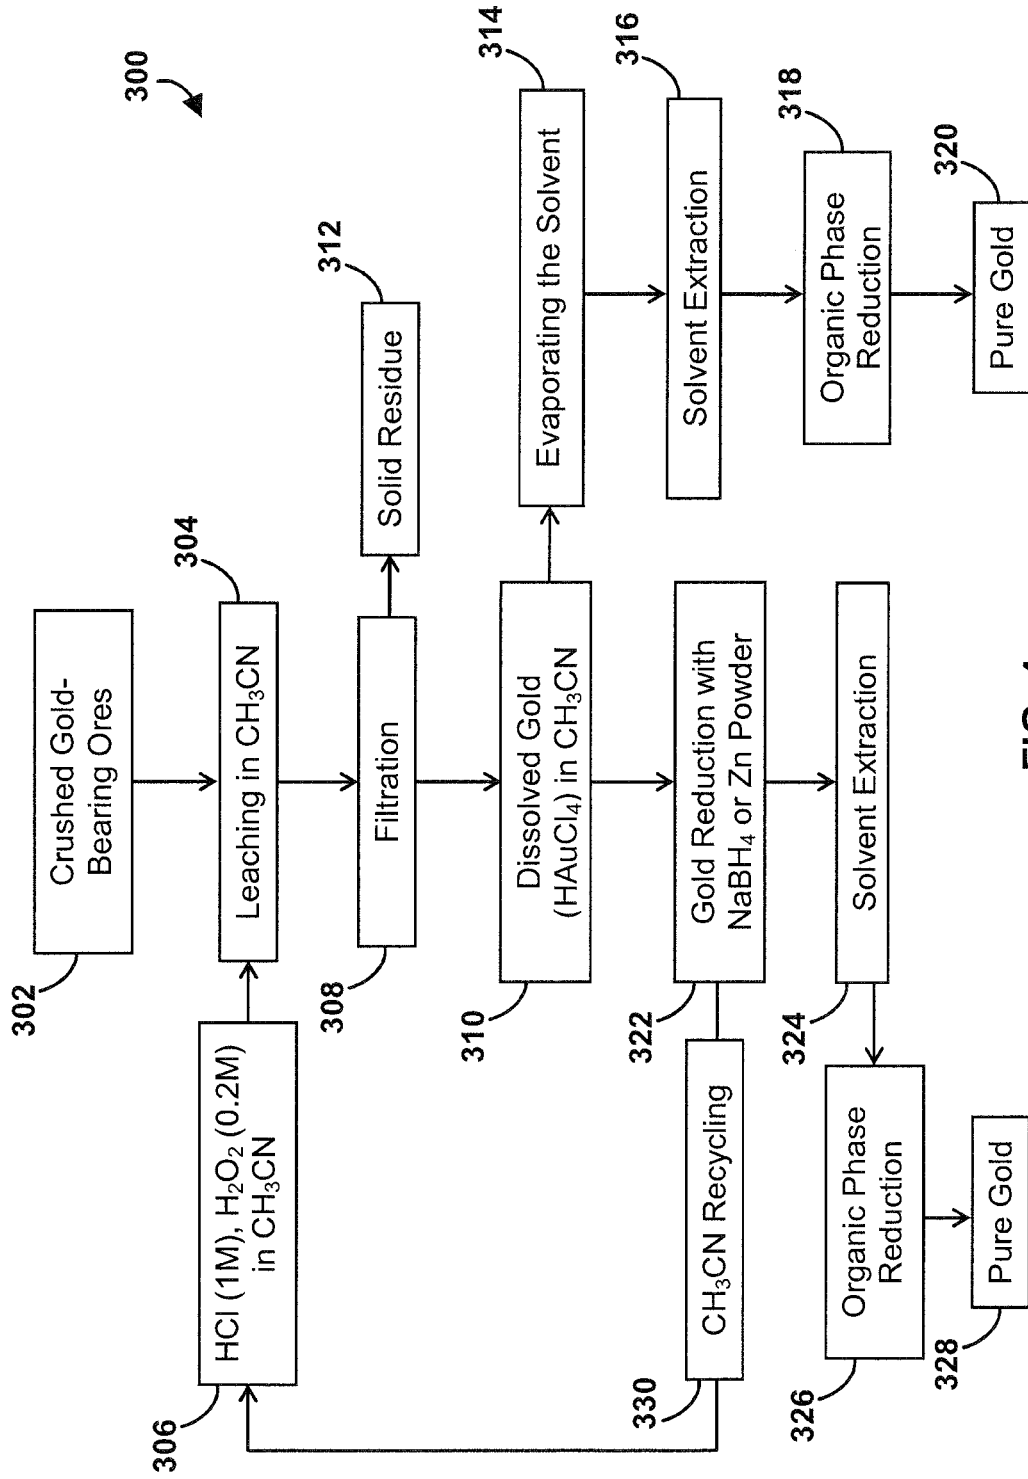 300
302
Crushed Gold-
Bearing Ores
304
Leaching in CH₃CN
306
HCl (1M), H₂O₂ (0.2M)
in CH₃CN
308
Filtration
312
Solid Residue
310
Dissolved Gold
(HAuCl₄) in CH₃CN
314
Evaporating the Solvent
316
Solvent Extraction
318
Organic Phase
Reduction
320
Pure Gold
322
Gold Reduction with
NaBH₄ or Zn Powder
330
CH₃CN Recycling
324
Solvent Extraction
326
Organic Phase
Reduction
328
Pure Gold